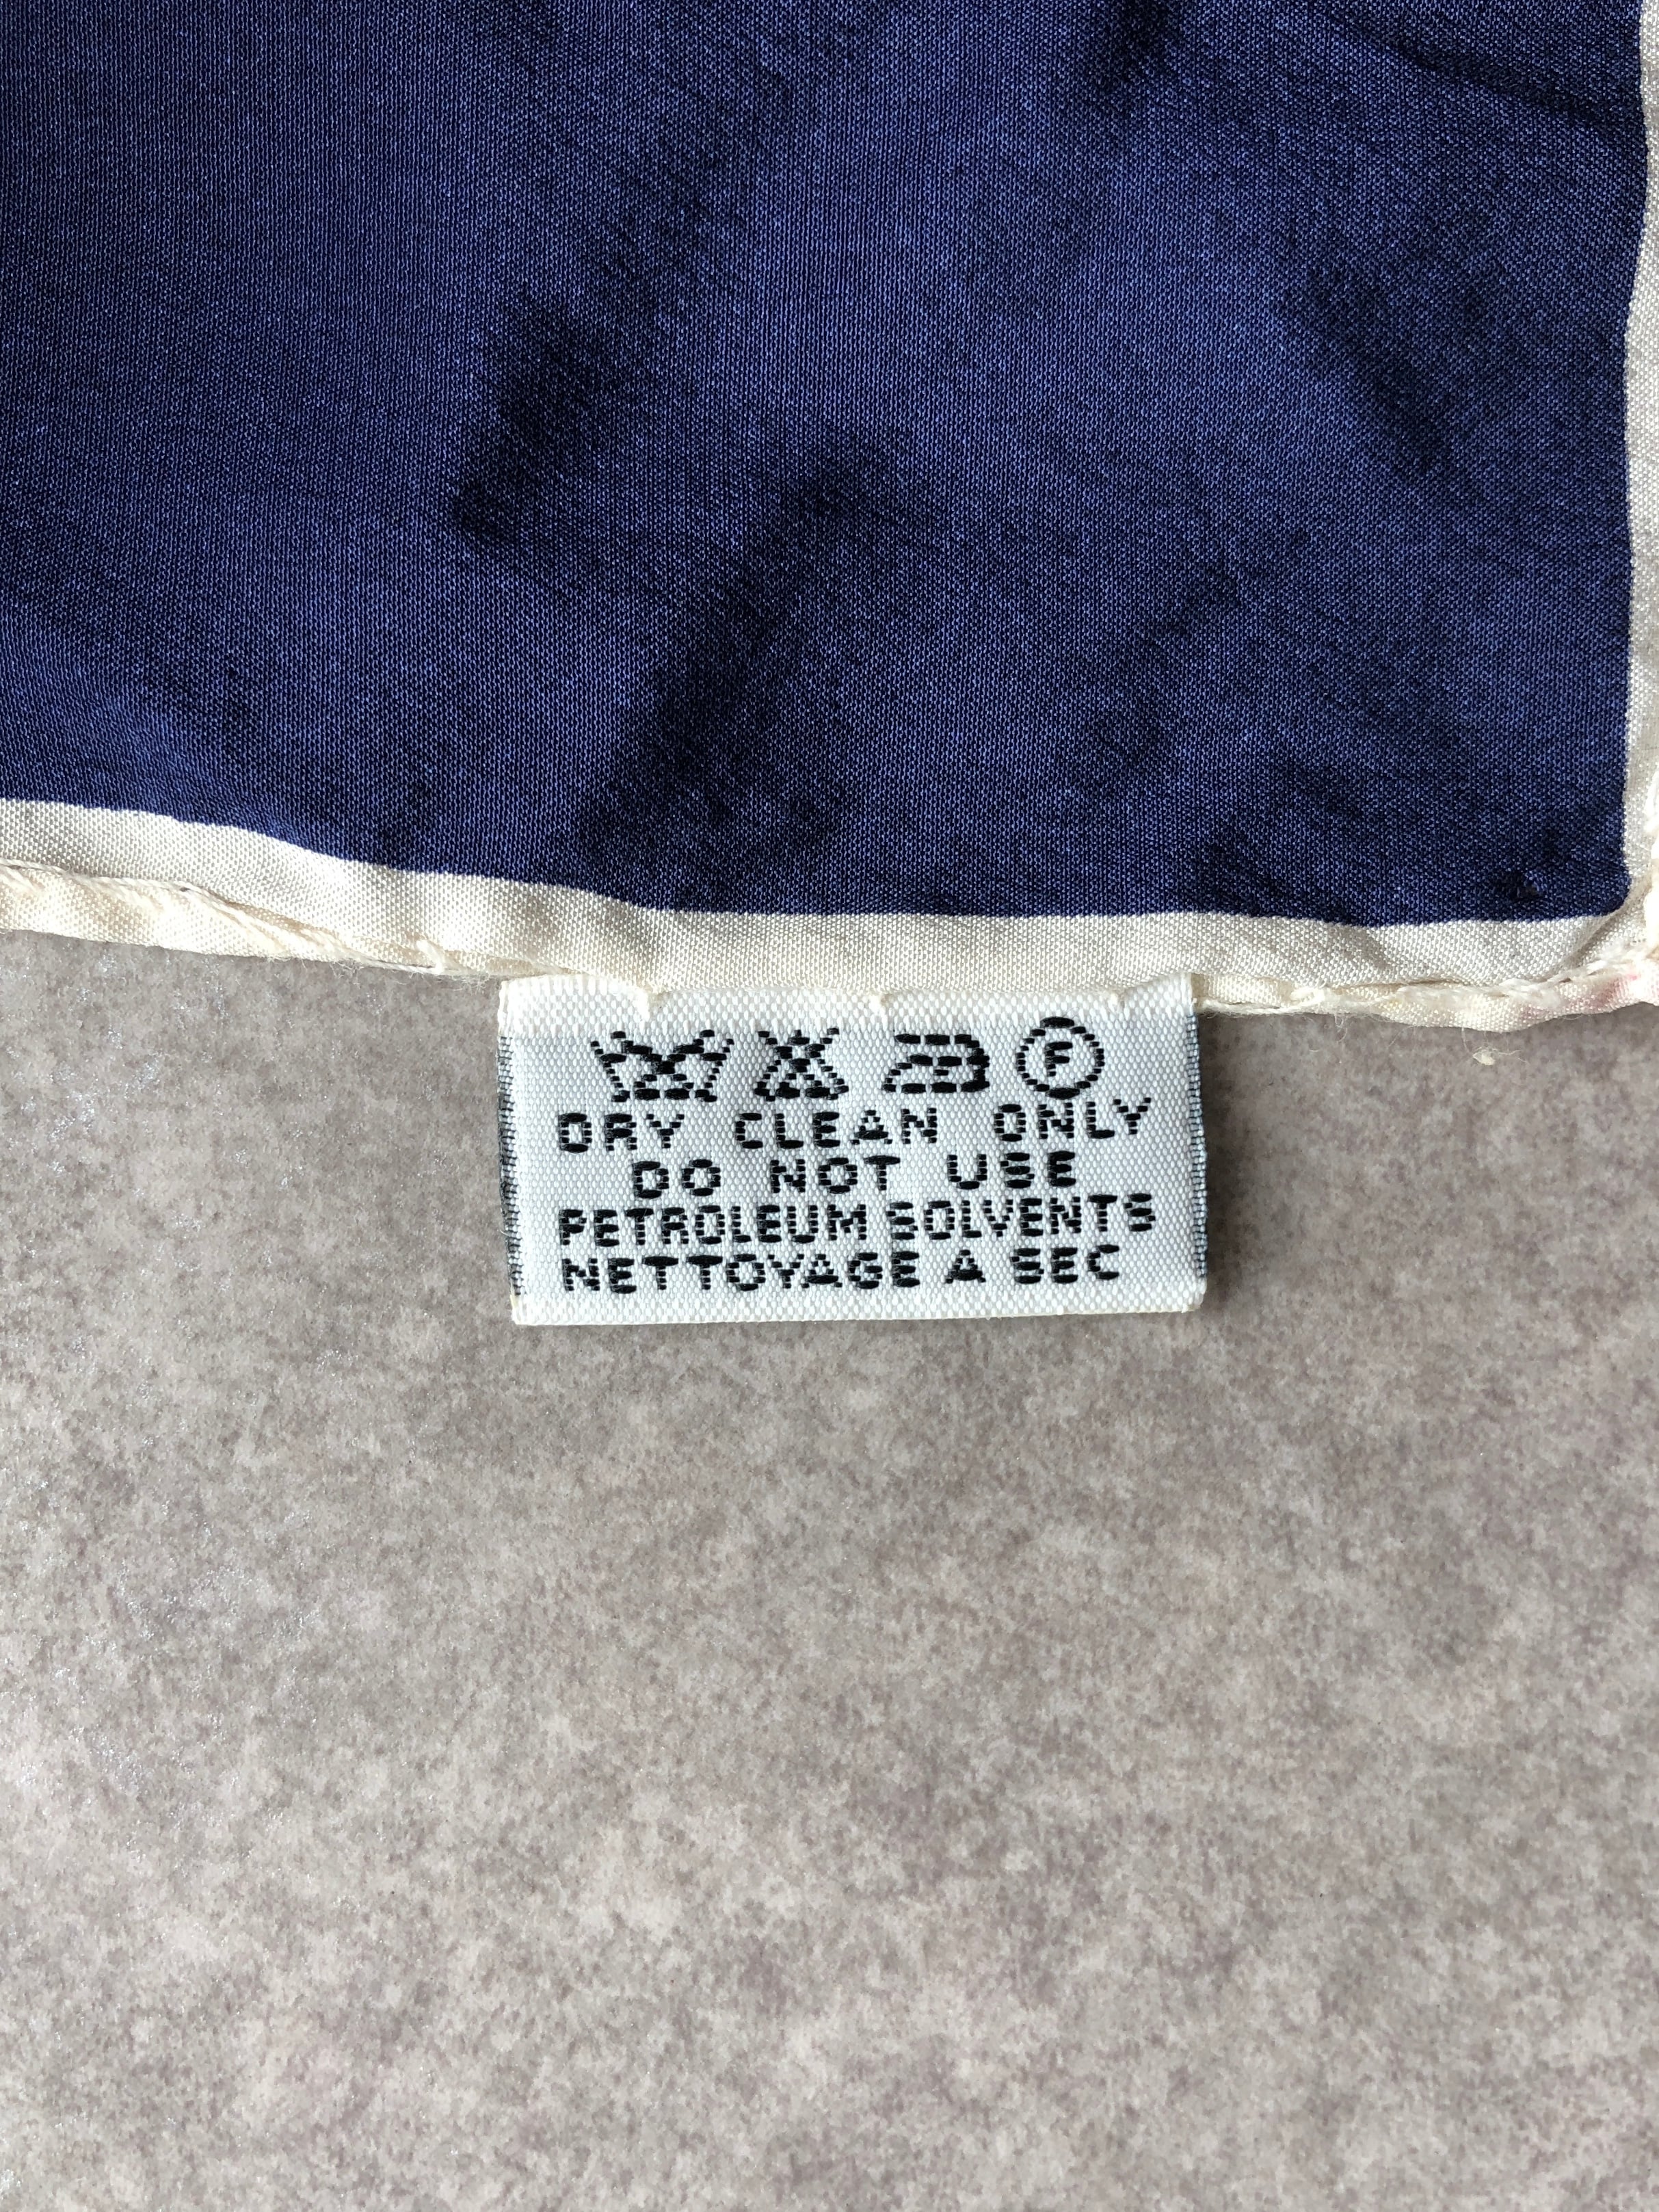 F
DRY CLEAN ONLY
DO NOT USE
PETROLEUM SOLVENTS
NETTOYAGE A SEC